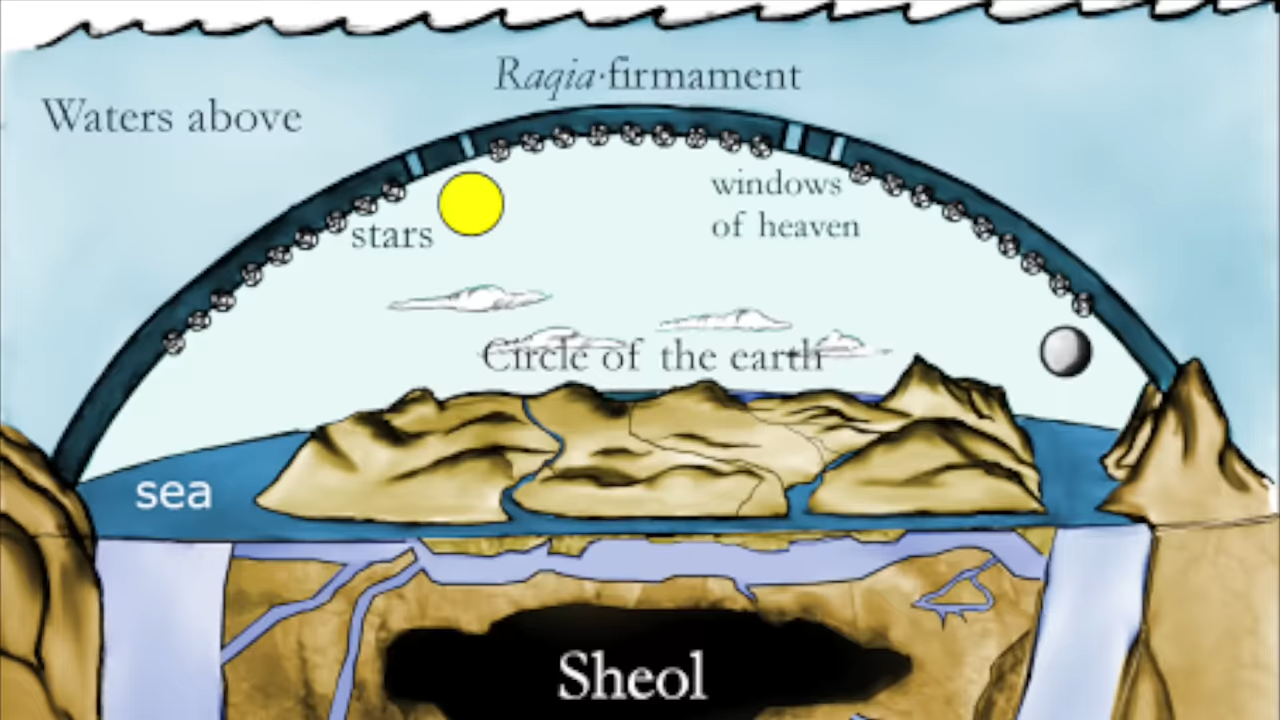 Raqia·firmament
Waters above
windows
of heaven
stars
Circle of the earth
sea
Sheol